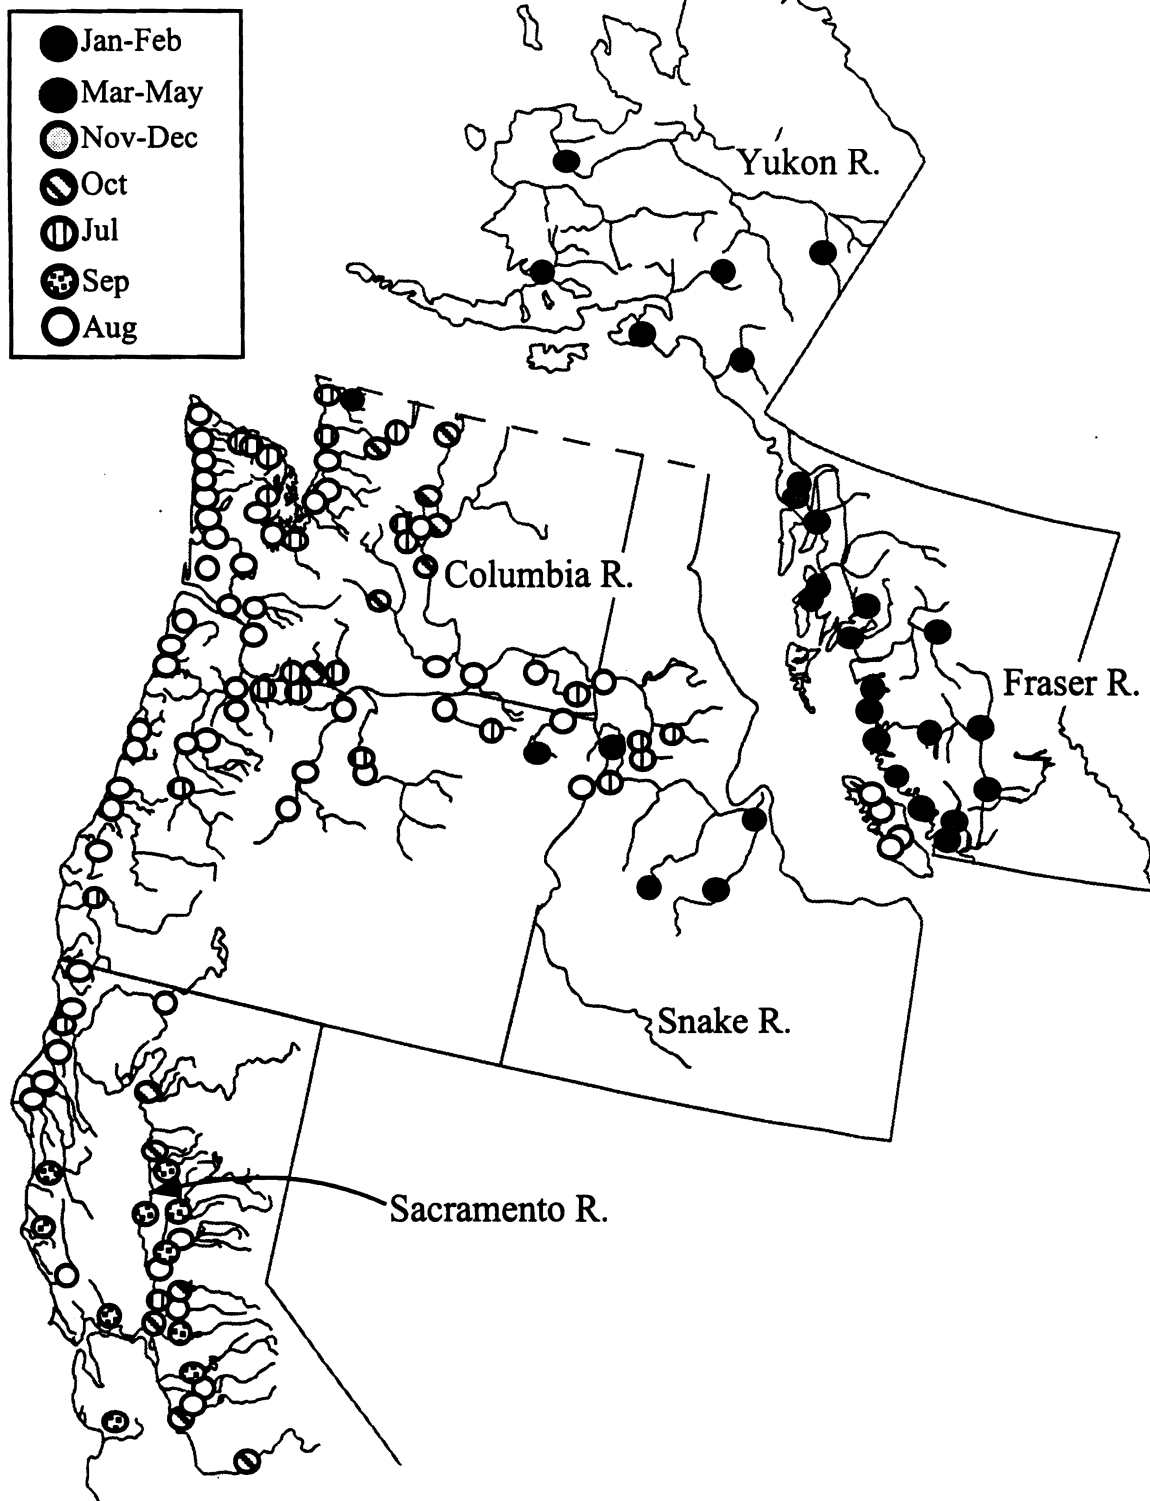 Jan-Feb
Mar-May
Nov-Dec
Oct
Jul
Sep
Aug
Yukon R.
Columbia R.
Fraser R.
Snake R.
Sacramento R.